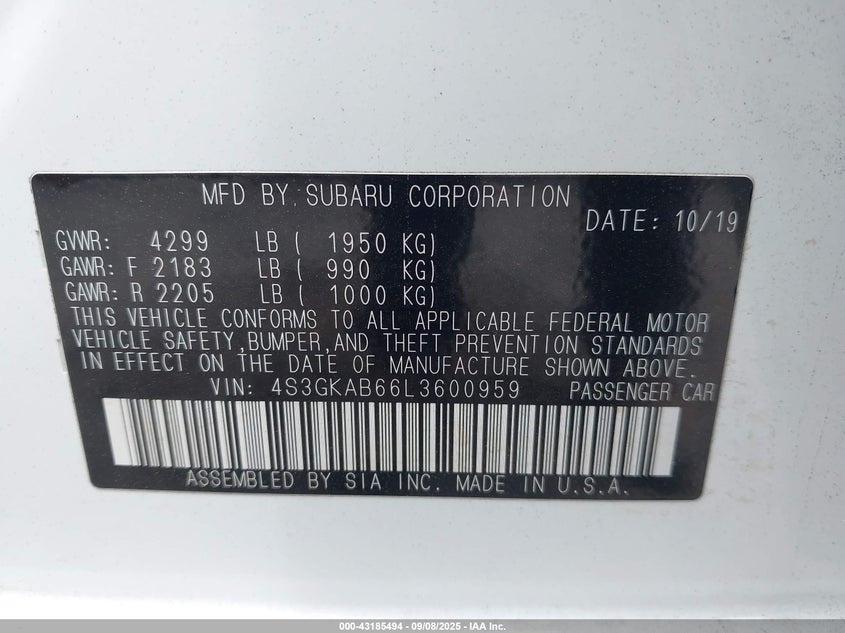 MFD BY SUBARU CORPORATION
DATE: 10/19
GVWR: 4299 LB ( 1950 KG)
GAWR: F 2183 LB ( 990 KG)
GAWR: R 2205 LB ( 1000 KG)
THIS VEHICLE CONFORMS TO ALL APPLICABLE FEDERAL MOTOR
VEHICLE SAFETY, BUMPER, AND THEFT PREVENTION STANDARDS
IN EFFECT ON THE DATE OF MANUFACTURE SHOWN ABOVE.
VIN: 4S3GKAB66L3600959 PASSENGER CAR
ASSEMBLED BY SIA INC. MADE IN U.S.A.
000-43185494 - 09/08/2025 - IAA Inc.